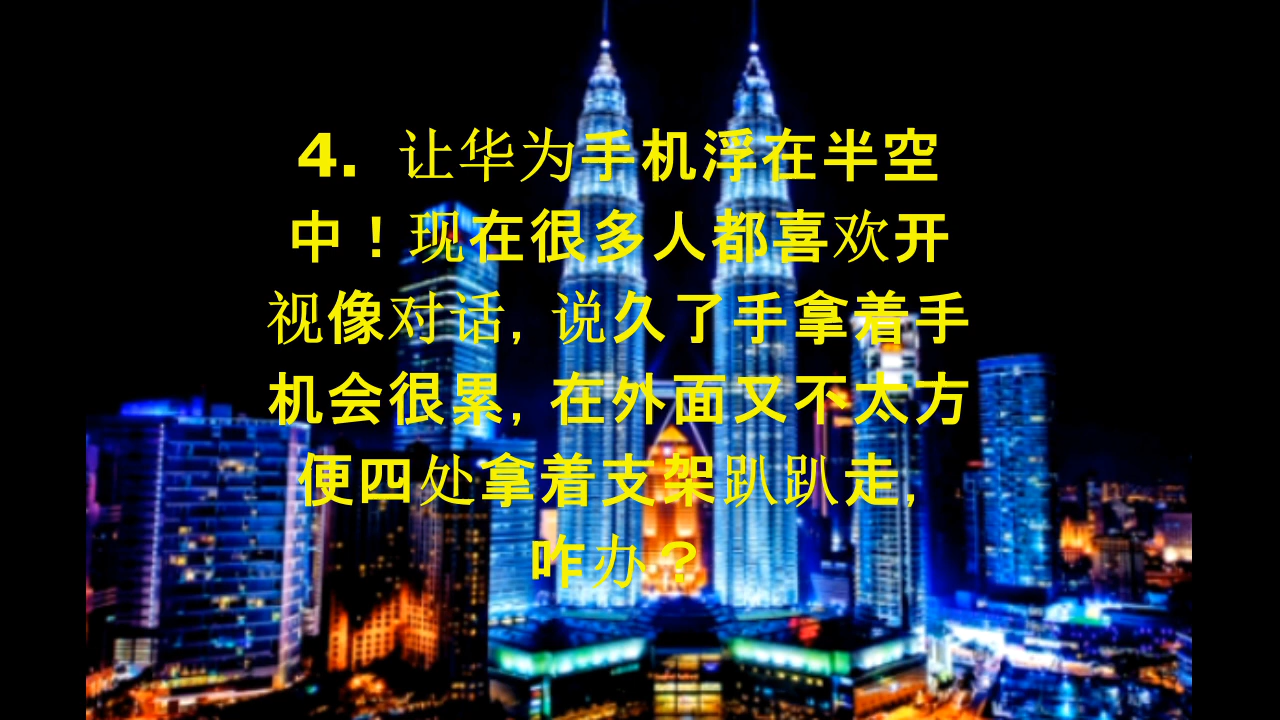 4. 让华为手机浮在半空
中！现在很多人都喜欢开
视像对话, 说久了手拿着手
机会很累, 在外面又不太方
便四处拿着支架趴趴走,
咋办？